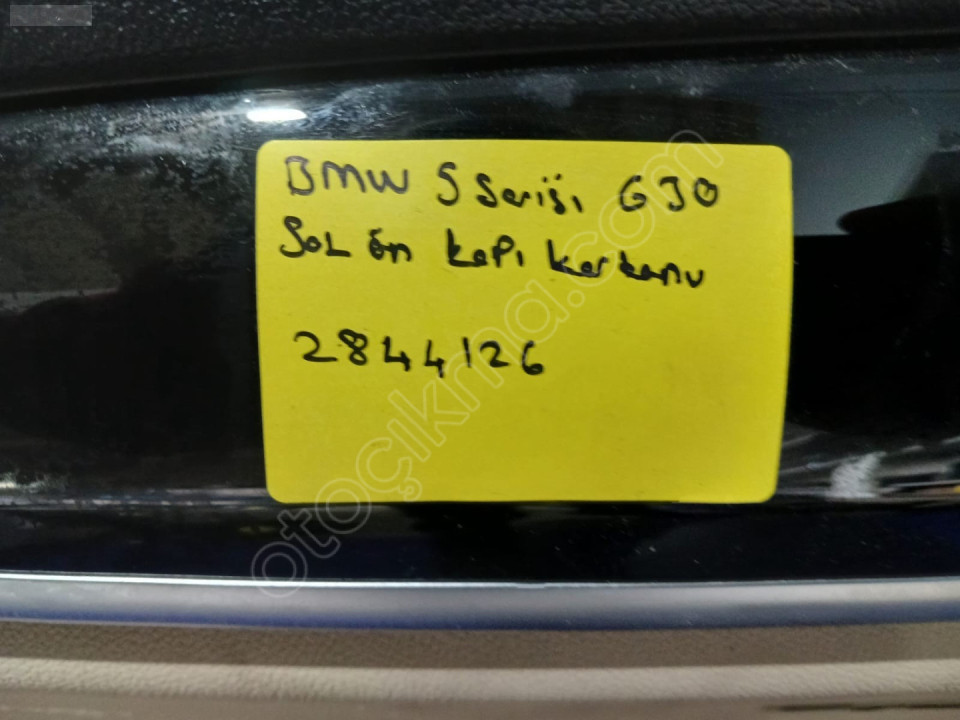 BMW 5 Serisi G30
Sol ön kapı kartonu
2844126
otoçıkma.com